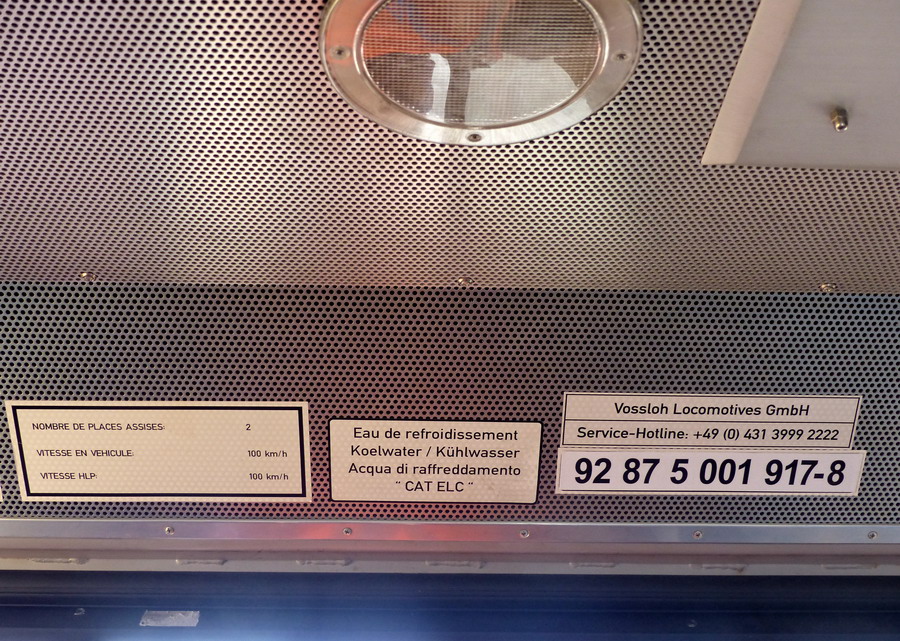 NOMBRE DE PLACES ASSISES: 2
VITESSE EN VEHICULE: 100 km/h
VITESSE HLP: 100 km/h
Eau de refroidissement
Koelwater / Kühlwasser
Acqua di raffreddamento
“ CAT ELC “
Vossloh Locomotives GmbH
Service-Hotline: +49 (0) 431 3999 2222
92 87 5 001 917-8